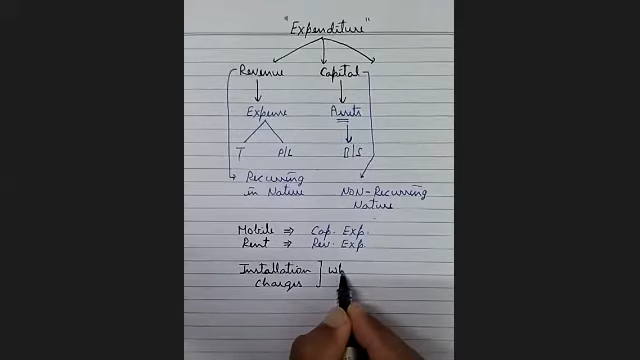 "Expenditure"
Revenue Capital
Expense Assets
T P/L B/S
Recurring
in Nature
NON-Recurring
Nature
Mobile ⇒ Cap. Exp.
Rent ⇒ Rev. Exp.
Installation ] Wh
Charges